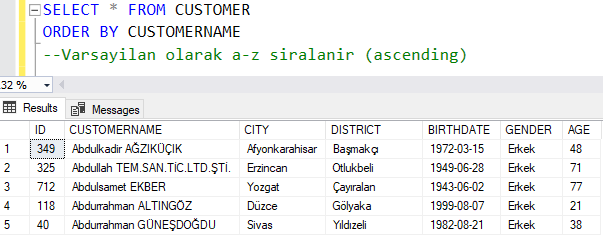 SELECT * FROM CUSTOMER
ORDER BY CUSTOMERNAME
--Varsayilan olarak a-z siralanir (ascending)
32 %
Results Messages
ID CUSTOMERNAME CITY DISTRICT BIRTHDATE GENDER AGE
1 349 Abdulkadir AĞZIKÜÇIK Afyonkarahisar Başmakçı 1972-03-15 Erkek 48
2 325 Abdullah TEM.SAN.TİC.LTD.ŞTİ. Erzincan Otlukbeli 1949-06-28 Erkek 71
3 712 Abdulsamet EKBER Yozgat Çayıralan 1943-06-02 Erkek 77
4 118 Abdurrahman ALTINGÖZ Düzce Gölyaka 1999-08-07 Erkek 21
5 40 Abdurrahman GÜNEŞDOĞDU Sivas Yıldızeli 1982-08-21 Erkek 38